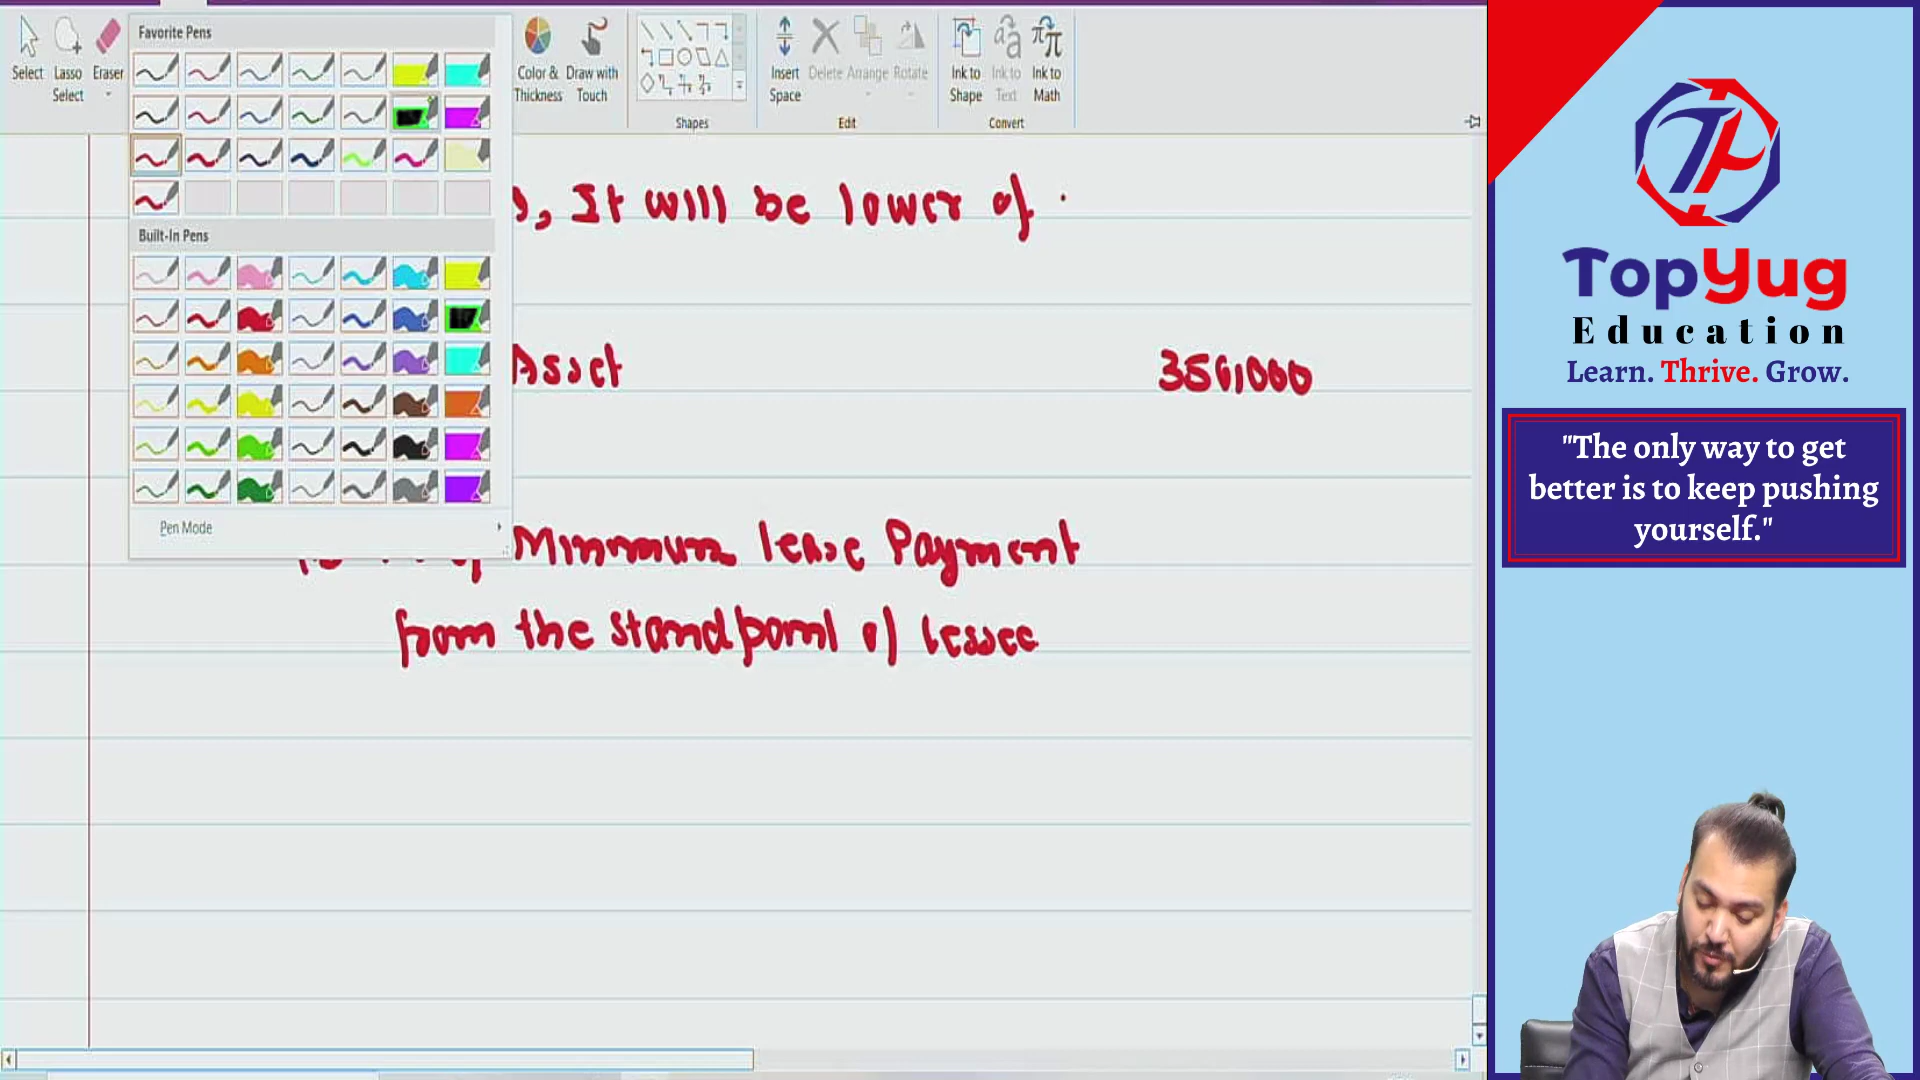 Favorite Pens
Select
Lasso
Select
Eraser
Color &
Thickness
Draw with
Touch
Shapes
Insert
Space
Delete
Arrange
Rotate
Edit
Ink to
Shape
Ink to
Text
Ink to
Math
Convert
Built-In Pens
Pen Mode
, It will be lower of :
Asset 350,000
Minimum lease Payment
from the standpoint of lessee
TopYug
Education
Learn. Thrive. Grow.
"The only way to get
better is to keep pushing
yourself."